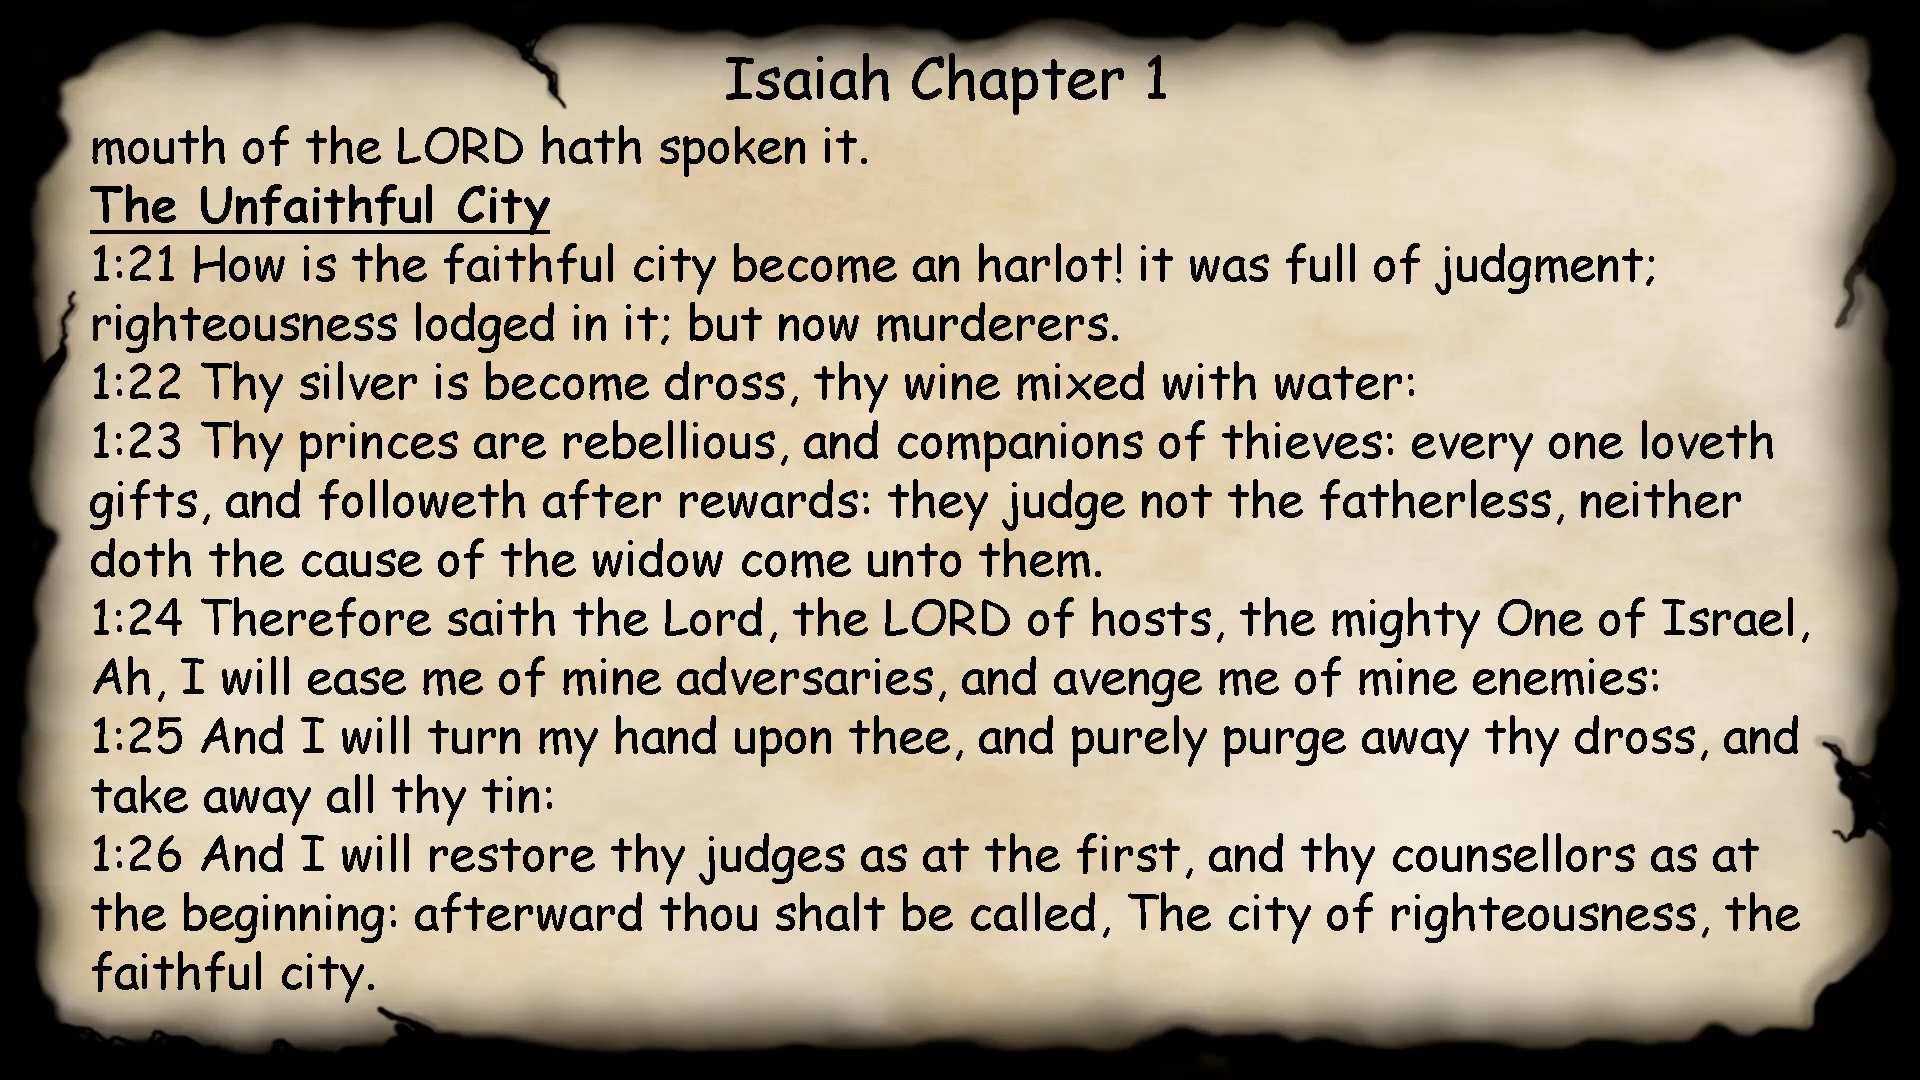 Isaiah Chapter 1
mouth of the LORD hath spoken it.
The Unfaithful City
1:21 How is the faithful city become an harlot! it was full of judgment;
righteousness lodged in it; but now murderers.
1:22 Thy silver is become dross, thy wine mixed with water:
1:23 Thy princes are rebellious, and companions of thieves: every one loveth
gifts, and followeth after rewards: they judge not the fatherless, neither
doth the cause of the widow come unto them.
1:24 Therefore saith the Lord, the LORD of hosts, the mighty One of Israel,
Ah, I will ease me of mine adversaries, and avenge me of mine enemies:
1:25 And I will turn my hand upon thee, and purely purge away thy dross, and
take away all thy tin:
1:26 And I will restore thy judges as at the first, and thy counsellors as at
the beginning: afterward thou shalt be called, The city of righteousness, the
faithful city.